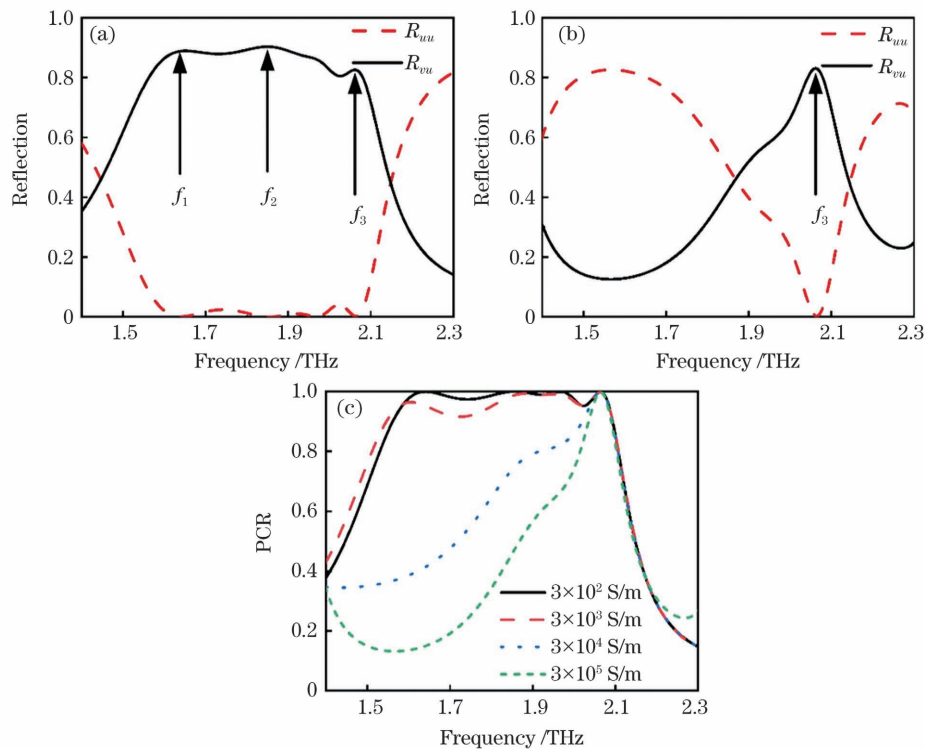 (a)
R_uu
R_vu
f_1
f_2
f_3
Reflection
1.0
0.8
0.6
0.4
0.2
0
1.5
1.7
1.9
2.1
2.3
Frequency /THz
(b)
R_uu
R_vu
f_3
Reflection
1.0
0.8
0.6
0.4
0.2
0
1.5
1.7
1.9
2.1
2.3
Frequency /THz
(c)
PCR
1.0
0.8
0.6
0.4
0.2
0
3×10² S/m
3×10³ S/m
3×10⁴ S/m
3×10⁵ S/m
1.5
1.7
1.9
2.1
2.3
Frequency /THz